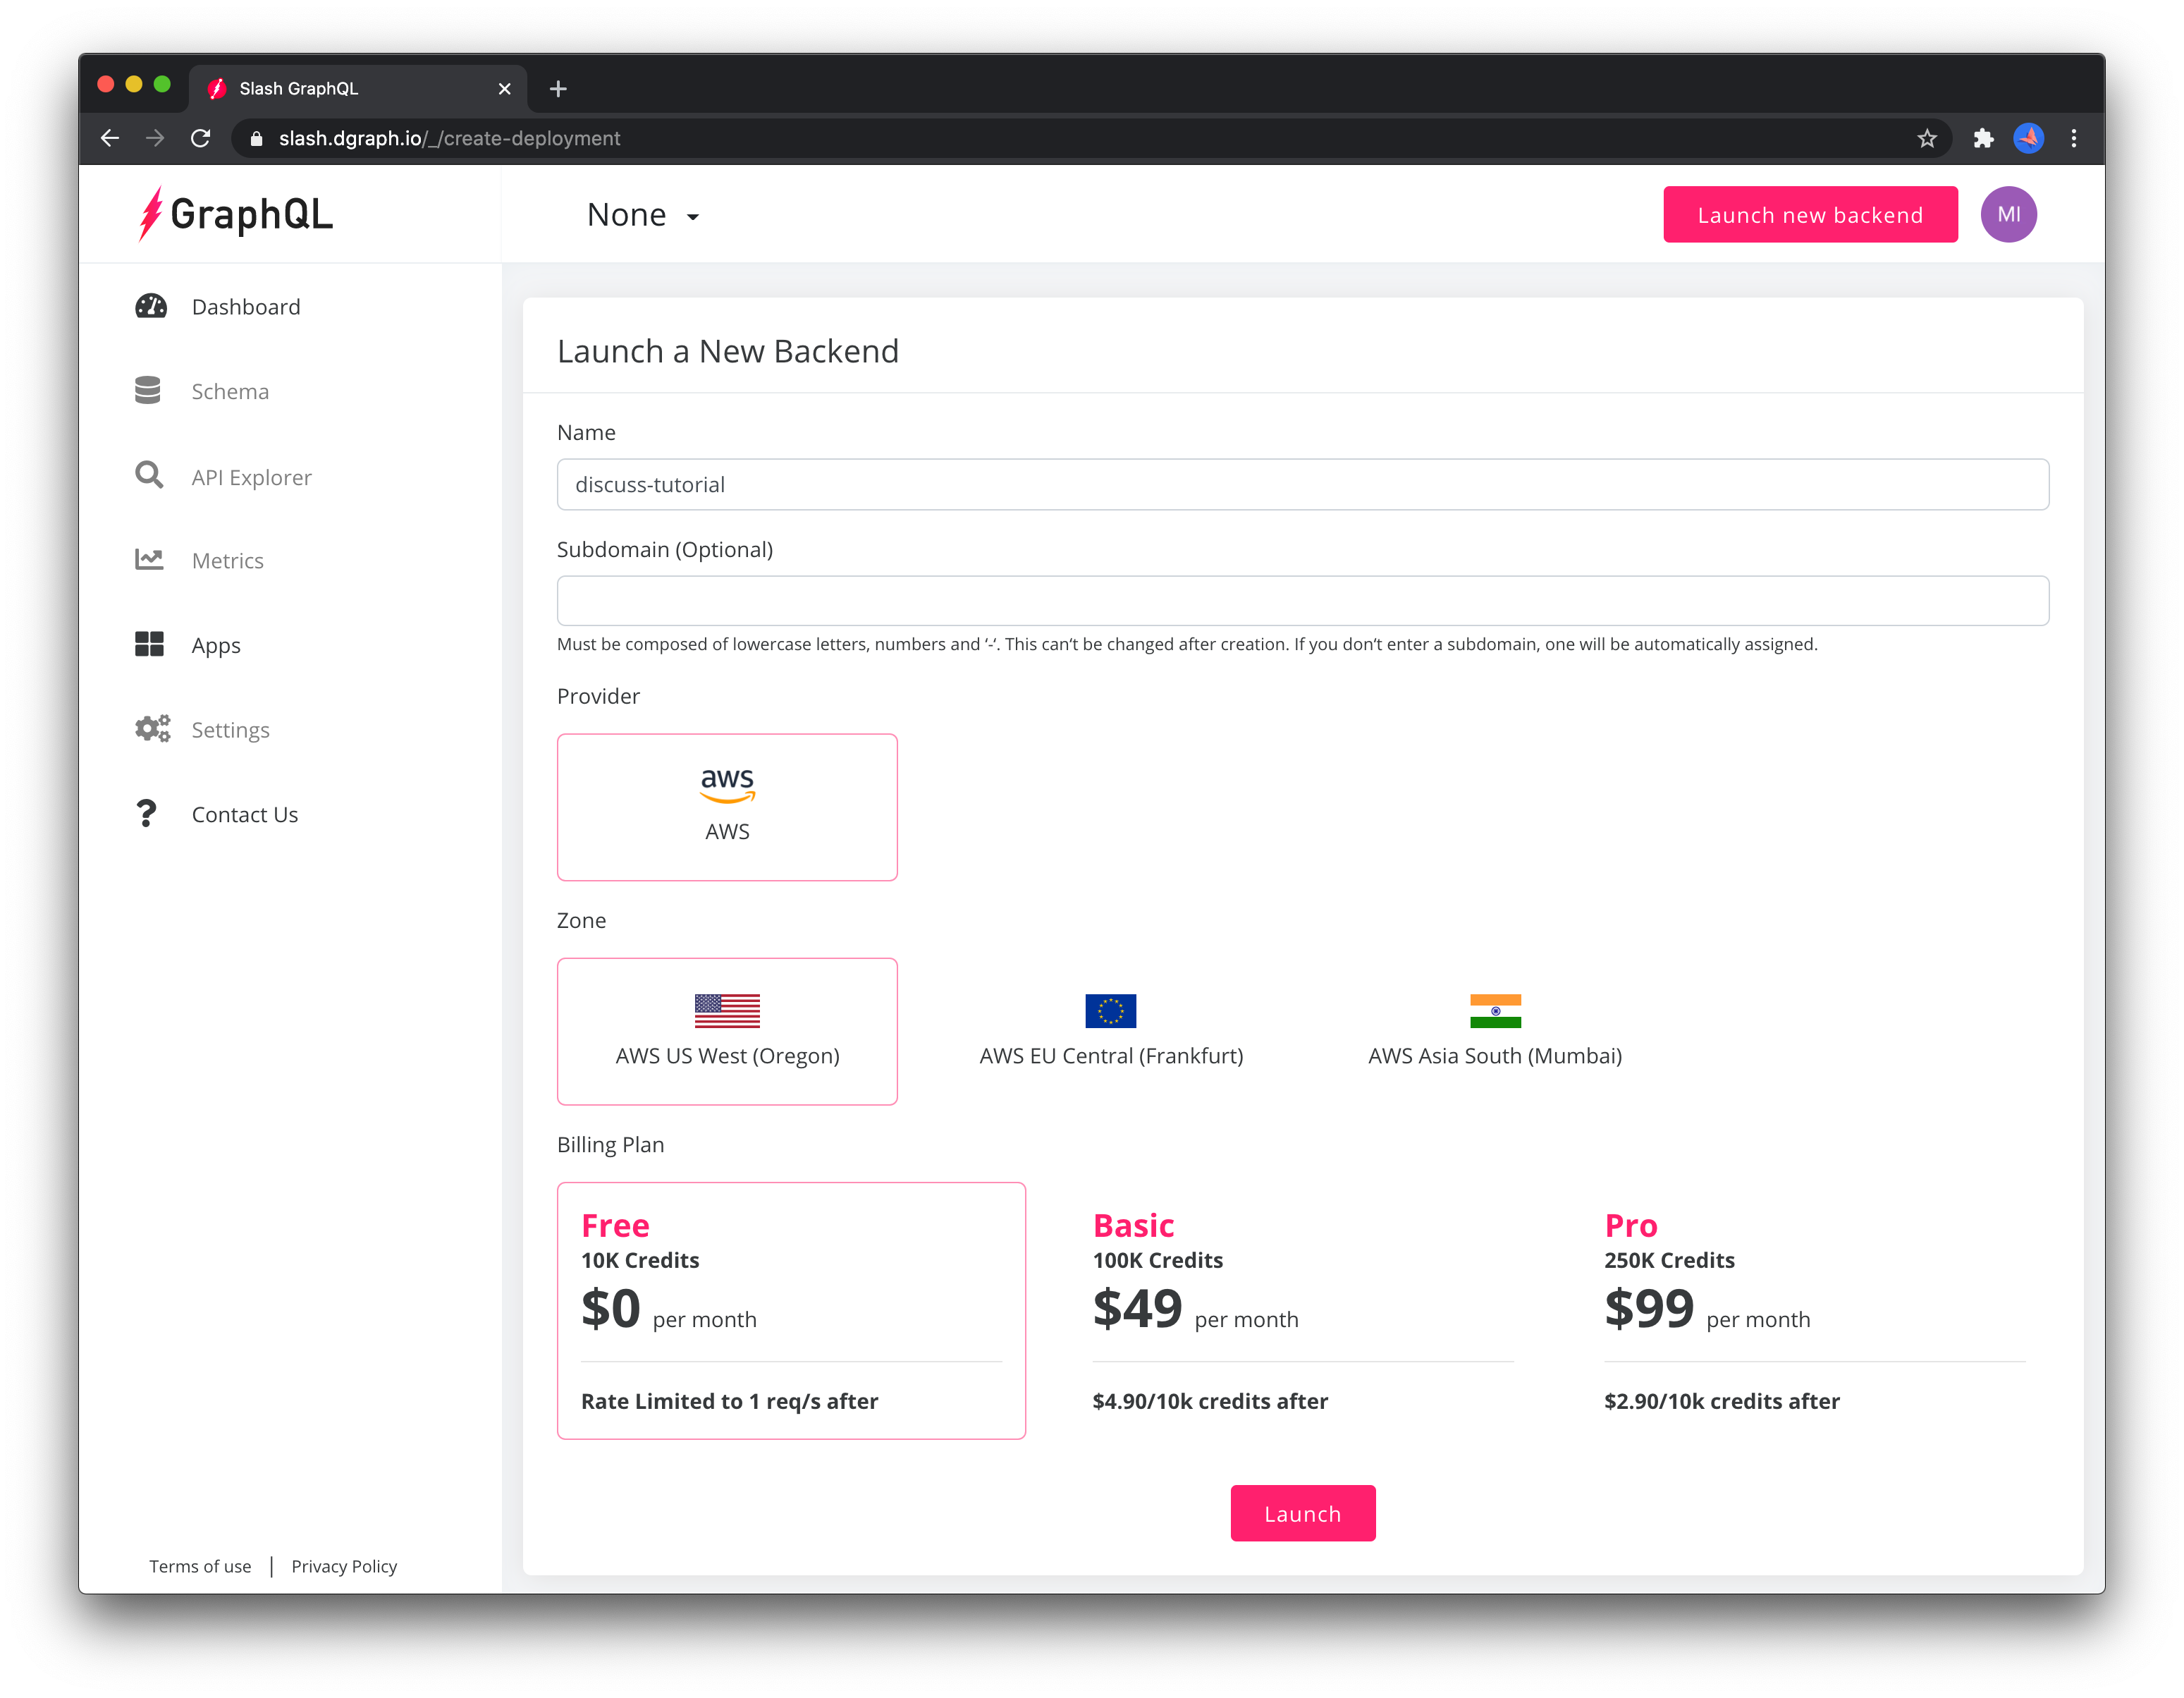 Slash GraphQL
slash.dgraph.io/_/create-deployment
GraphQL
None
Launch new backend
MI
Dashboard
Schema
API Explorer
Metrics
Apps
Settings
Contact Us
Terms of use | Privacy Policy
Launch a New Backend
Name
discuss-tutorial
Subdomain (Optional)
Must be composed of lowercase letters, numbers and ‘-‘. This can‘t be changed after creation. If you don‘t enter a subdomain, one will be automatically assigned.
Provider
aws
AWS
Zone
AWS US West (Oregon)
AWS EU Central (Frankfurt)
AWS Asia South (Mumbai)
Billing Plan
Free
10K Credits
$0 per month
Rate Limited to 1 req/s after
Basic
100K Credits
$49 per month
$4.90/10k credits after
Pro
250K Credits
$99 per month
$2.90/10k credits after
Launch